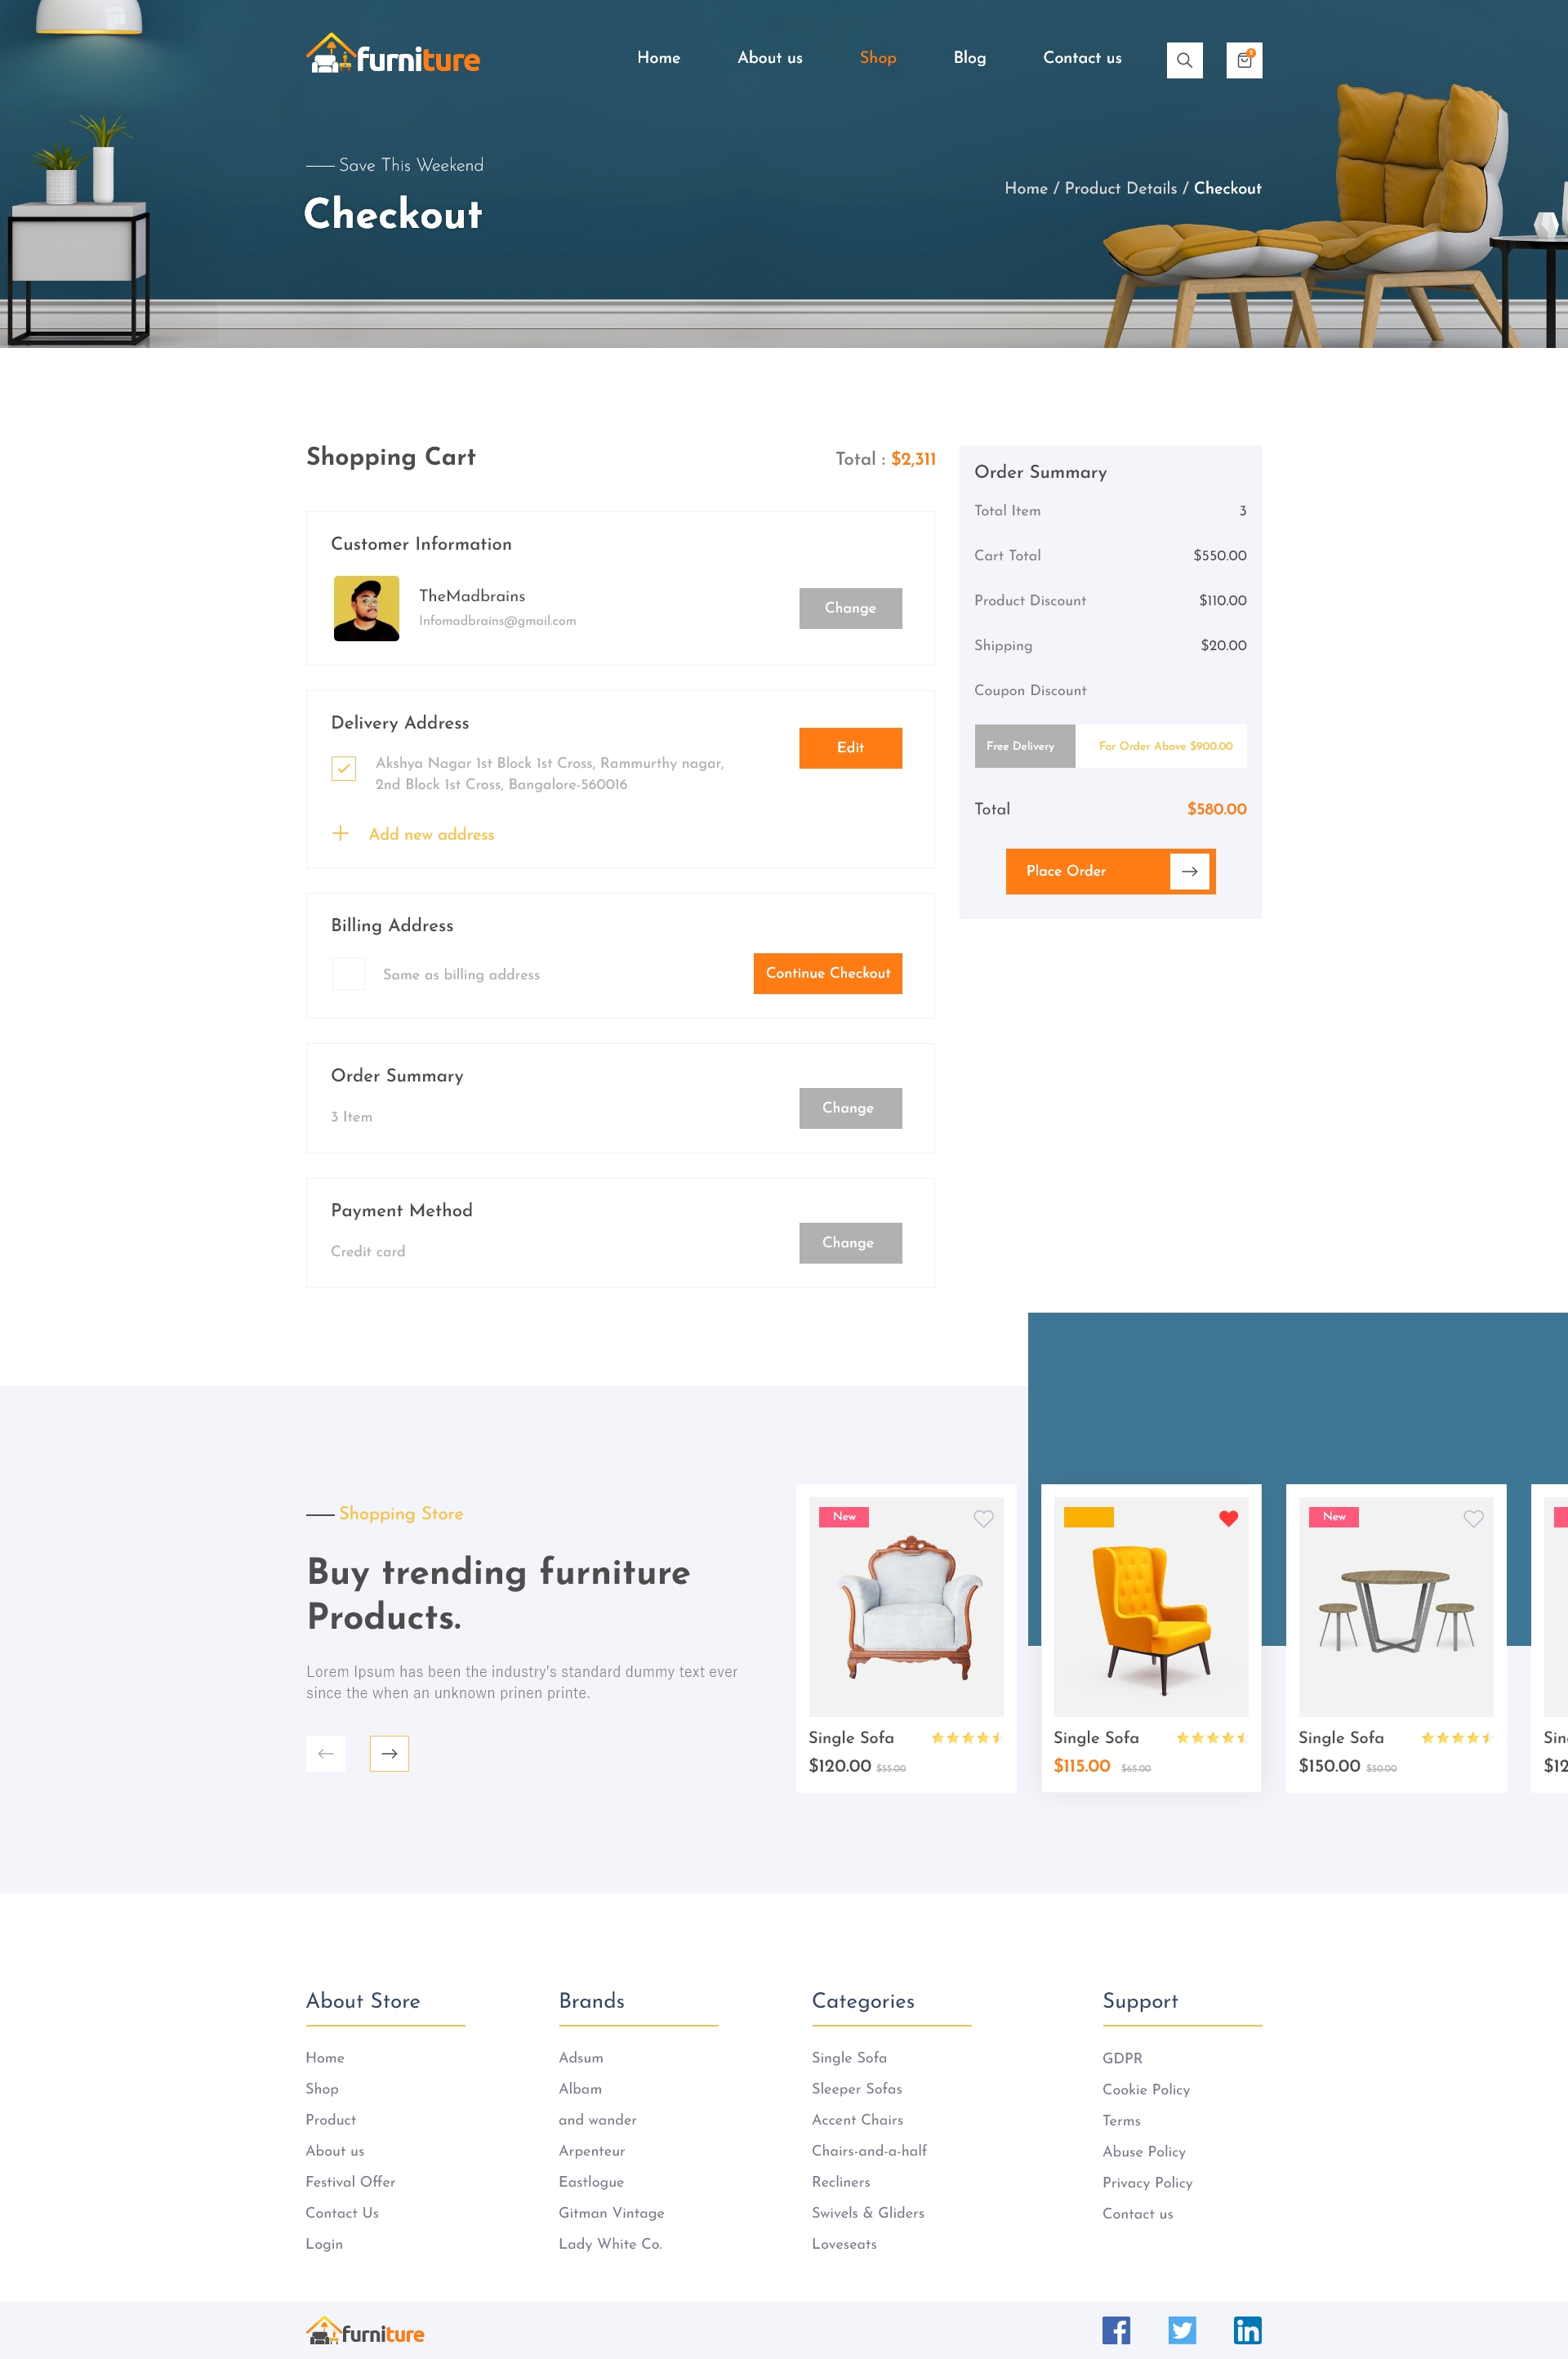 furniture
Home About us Shop Blog Contact us
Save This Weekend
Checkout
Home / Product Details / Checkout
Shopping Cart
Total : $2,311
Customer Information
TheMadbrains
Infomadbrains@gmail.com
Change
Delivery Address
Edit
Akshya Nagar 1st Block 1st Cross, Rammurthy nagar,
2nd Block 1st Cross, Bangalore-560016
Add new address
Billing Address
Same as billing address
Continue Checkout
Order Summary
3 Item
Change
Payment Method
Credit card
Change
Order Summary
Total Item 3
Cart Total $550.00
Product Discount $110.00
Shipping $20.00
Coupon Discount
Free Delivery For Order Above $900.00
Total $580.00
Place Order
Shopping Store
Buy trending furniture
Products.
Lorem Ipsum has been the industry's standard dummy text ever
since the when an unknown prinen printe.
New
Single Sofa
$120.00 $55.00
Single Sofa
$115.00 $65.00
New
Single Sofa
$150.00 $50.00
Sin
$12
About Store
Home
Shop
Product
About us
Festival Offer
Contact Us
Login
Brands
Adsum
Albam
and wander
Arpenteur
Eastlogue
Gitman Vintage
Lady White Co.
Categories
Single Sofa
Sleeper Sofas
Accent Chairs
Chairs-and-a-half
Recliners
Swivels & Gliders
Loveseats
Support
GDPR
Cookie Policy
Terms
Abuse Policy
Privacy Policy
Contact us
furniture